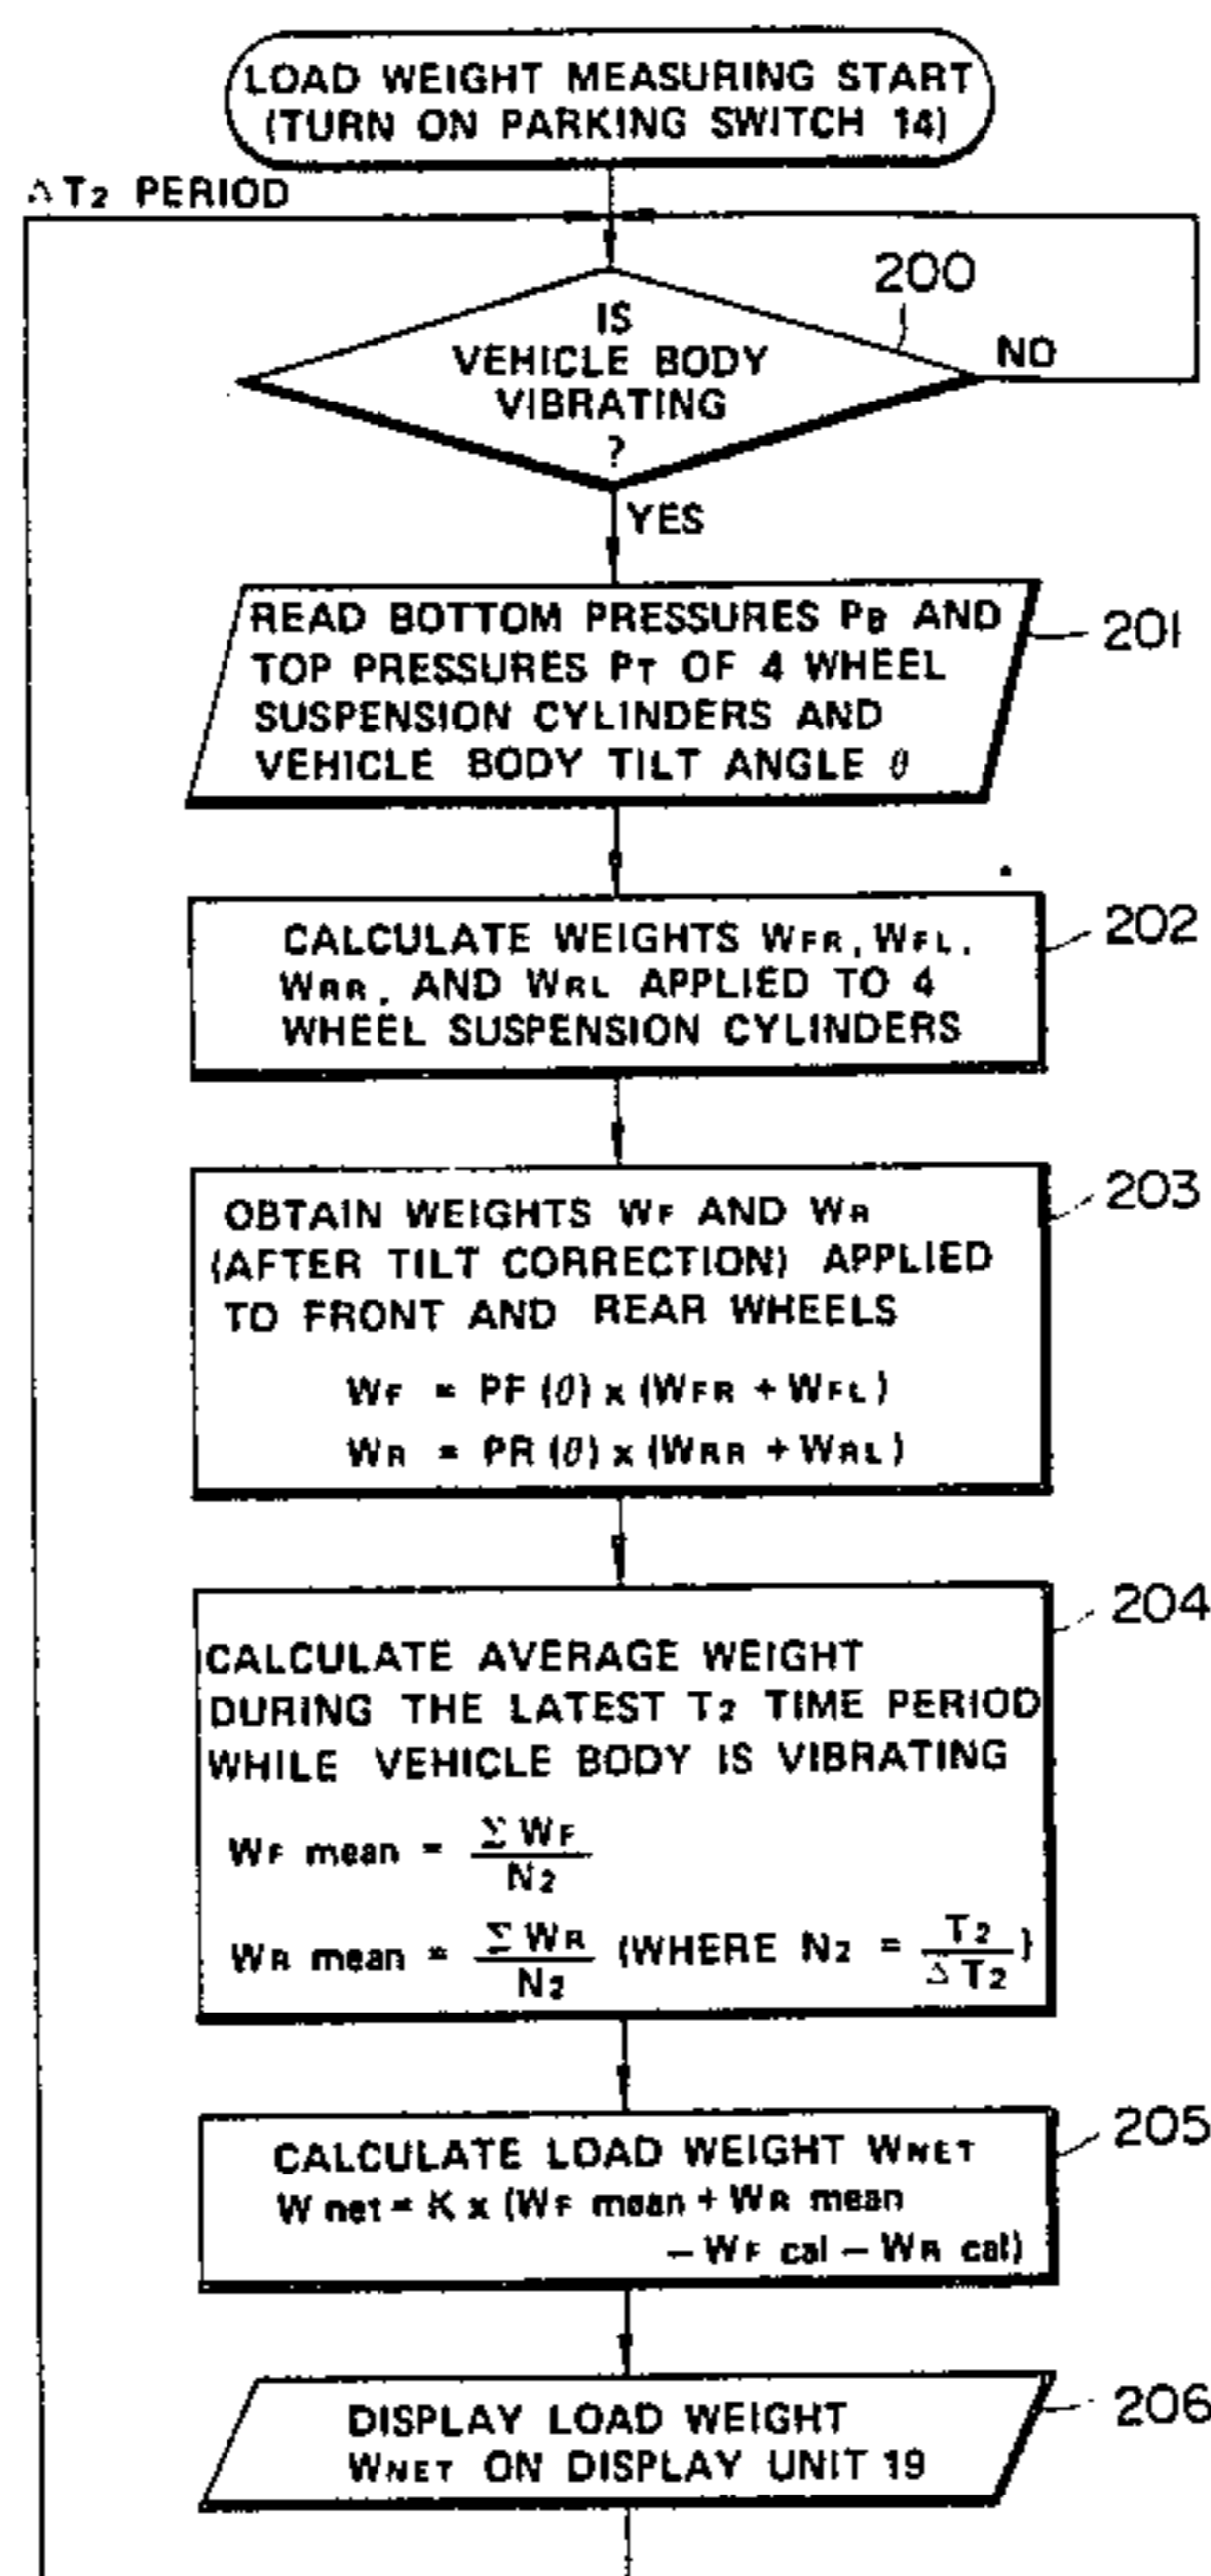 LOAD WEIGHT MEASURING START
(TURN ON PARKING SWITCH 14)
Δ T2 PERIOD
200
IS
VEHICLE BODY
VIBRATING
?
NO
YES
READ BOTTOM PRESSURES PB AND
TOP PRESSURES PT OF 4 WHEEL
SUSPENSION CYLINDERS AND
VEHICLE BODY TILT ANGLE θ
201
CALCULATE WEIGHTS WFR, WFL,
WRR, AND WRL APPLIED TO 4
WHEEL SUSPENSION CYLINDERS
202
OBTAIN WEIGHTS WF AND WR
(AFTER TILT CORRECTION) APPLIED
TO FRONT AND REAR WHEELS
WF = PF (θ) x (WFR + WFL)
WR = PR (θ) x (WRR + WRL)
203
CALCULATE AVERAGE WEIGHT
DURING THE LATEST T2 TIME PERIOD
WHILE VEHICLE BODY IS VIBRATING
WF mean = Σ WF / N2
WR mean = Σ WR / N2 (WHERE N2 = T2 / Δ T2)
204
CALCULATE LOAD WEIGHT WNET
W net = K x (WF mean + WR mean
– WF cal – WR cal)
205
DISPLAY LOAD WEIGHT
WNET ON DISPLAY UNIT 19
206